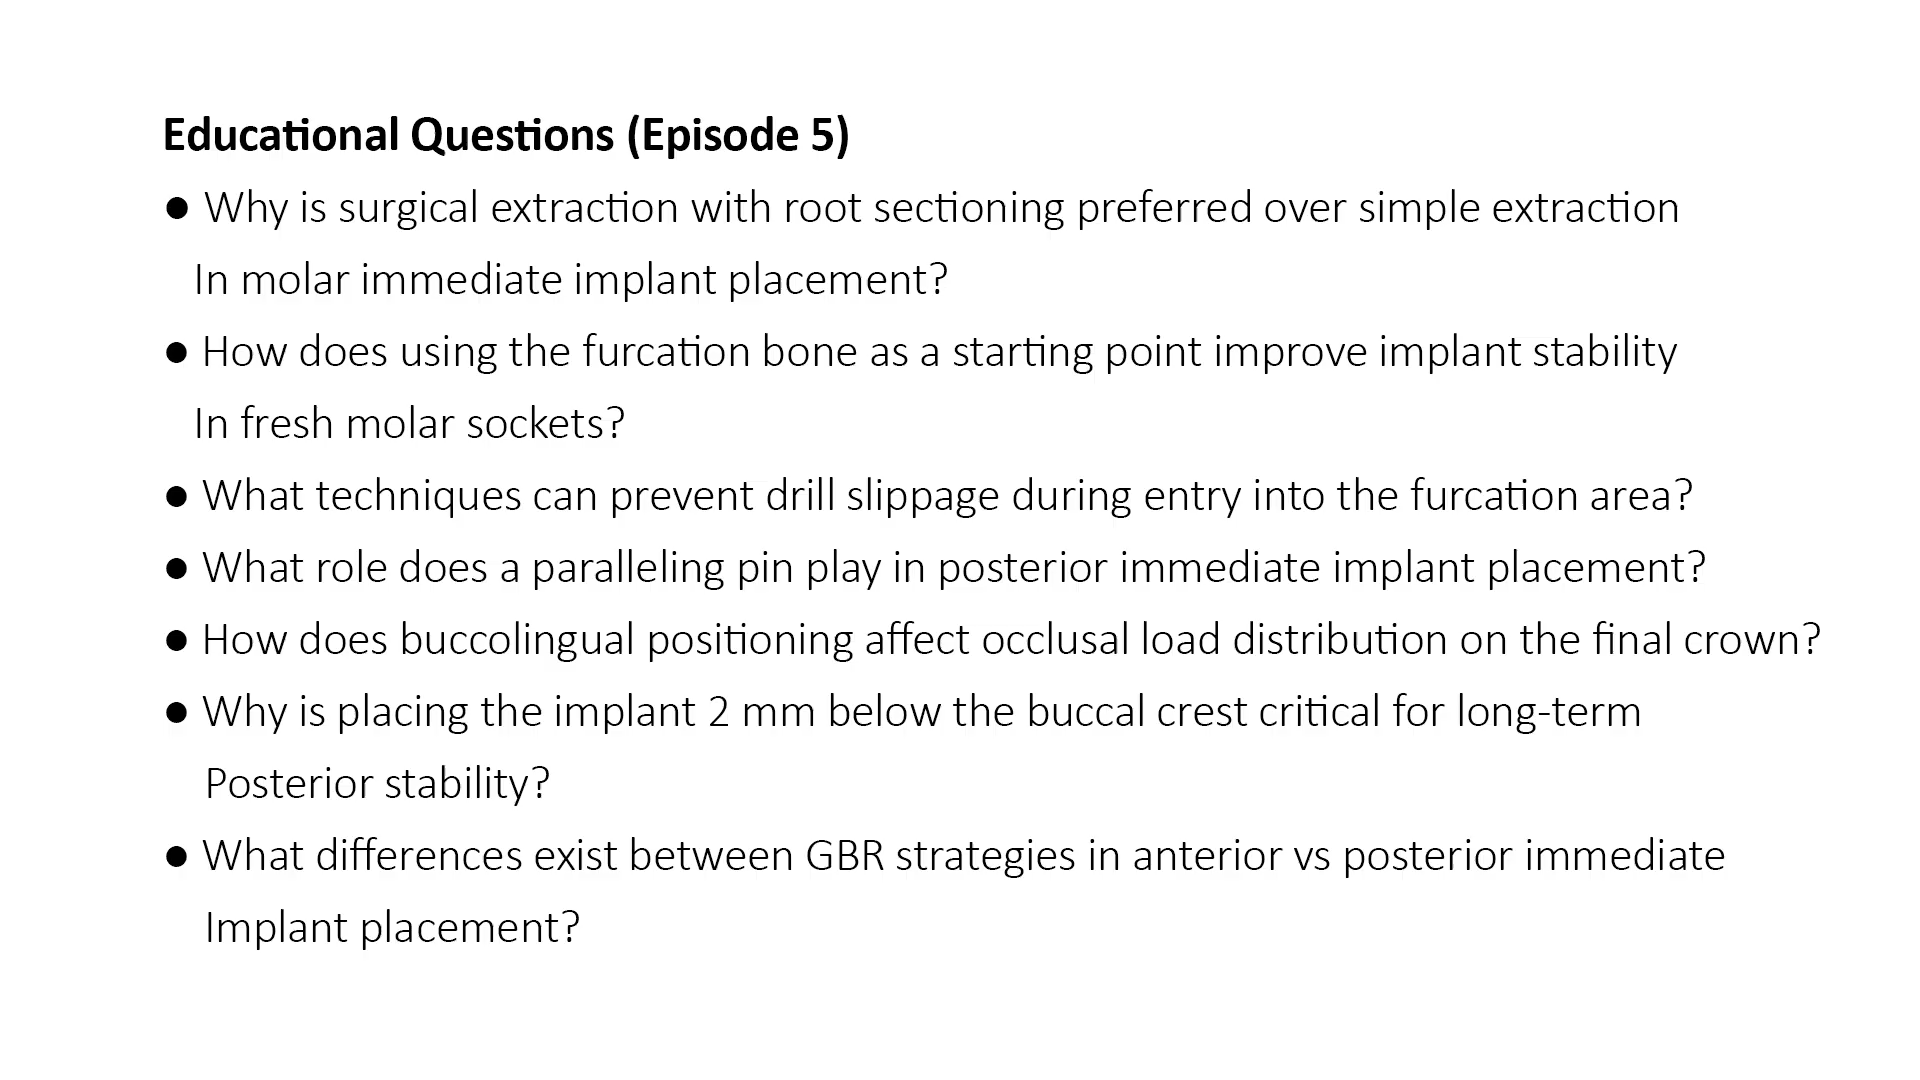 Educational Questions (Episode 5)
● Why is surgical extraction with root sectioning preferred over simple extraction
In molar immediate implant placement?
● How does using the furcation bone as a starting point improve implant stability
In fresh molar sockets?
● What techniques can prevent drill slippage during entry into the furcation area?
● What role does a paralleling pin play in posterior immediate implant placement?
● How does buccolingual positioning affect occlusal load distribution on the final crown?
● Why is placing the implant 2 mm below the buccal crest critical for long-term
Posterior stability?
● What differences exist between GBR strategies in anterior vs posterior immediate
Implant placement?